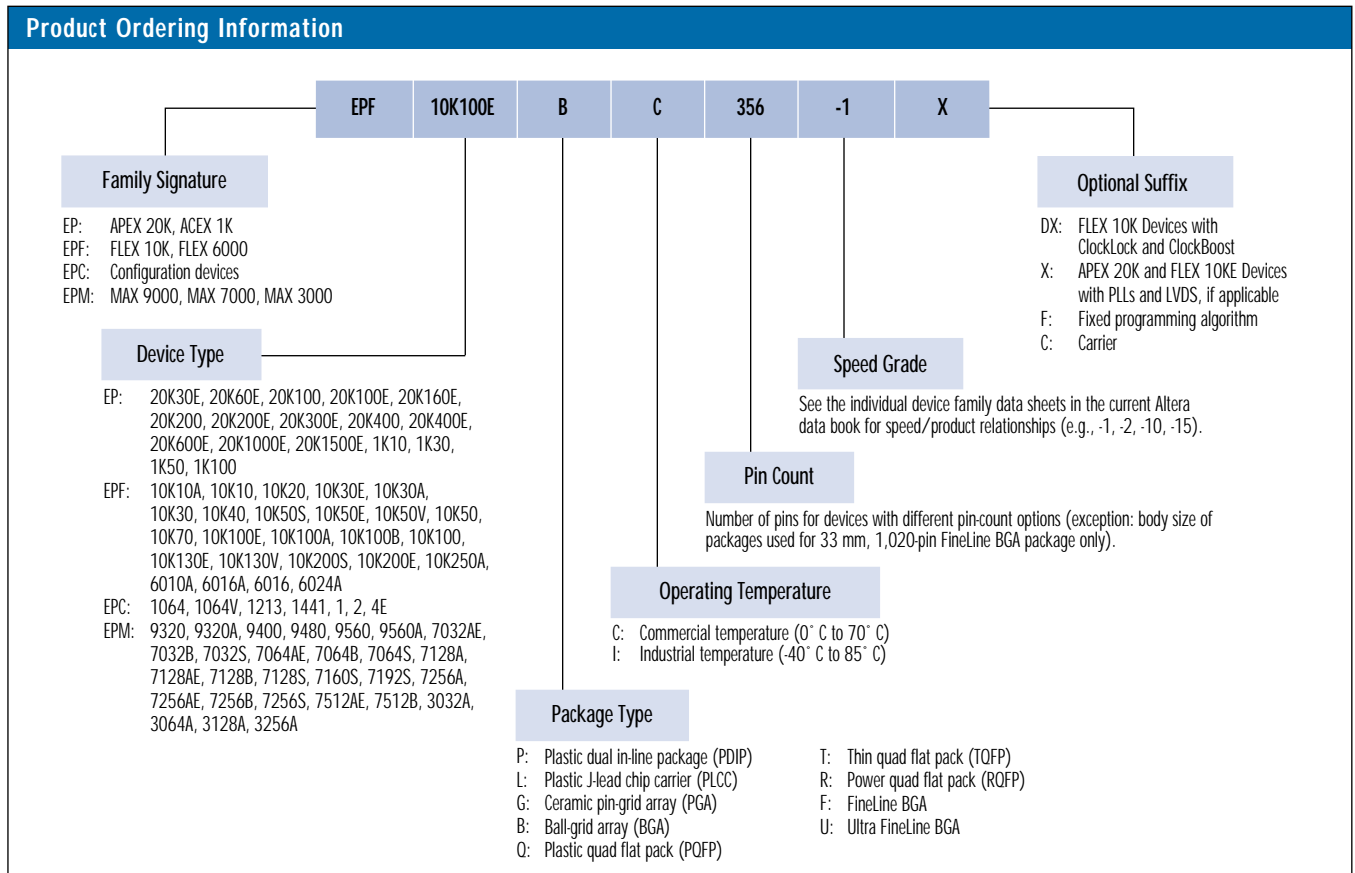 Product Ordering Information
EPF 10K100E B C 356 -1 X
Family Signature
EP: APEX 20K, ACEX 1K
EPF: FLEX 10K, FLEX 6000
EPC: Configuration devices
EPM: MAX 9000, MAX 7000, MAX 3000
Optional Suffix
DX: FLEX 10K Devices with
ClockLock and ClockBoost
X: APEX 20K and FLEX 10KE Devices
with PLLs and LVDS, if applicable
F: Fixed programming algorithm
C: Carrier
Device Type
EP: 20K30E, 20K60E, 20K100, 20K100E, 20K160E,
20K200, 20K200E, 20K300E, 20K400, 20K400E,
20K600E, 20K1000E, 20K1500E, 1K10, 1K30,
1K50, 1K100
EPF: 10K10A, 10K10, 10K20, 10K30E, 10K30A,
10K30, 10K40, 10K50S, 10K50E, 10K50V, 10K50,
10K70, 10K100E, 10K100A, 10K100B, 10K100,
10K130E, 10K130V, 10K200S, 10K200E, 10K250A,
6010A, 6016A, 6016, 6024A
EPC: 1064, 1064V, 1213, 1441, 1, 2, 4E
EPM: 9320, 9320A, 9400, 9480, 9560, 9560A, 7032AE,
7032B, 7032S, 7064AE, 7064B, 7064S, 7128A,
7128AE, 7128B, 7128S, 7160S, 7192S, 7256A,
7256AE, 7256B, 7256S, 7512AE, 7512B, 3032A,
3064A, 3128A, 3256A
Speed Grade
See the individual device family data sheets in the current Altera
data book for speed/product relationships (e.g., -1, -2, -10, -15).
Pin Count
Number of pins for devices with different pin-count options (exception: body size of
packages used for 33 mm, 1,020-pin FineLine BGA package only).
Operating Temperature
C: Commercial temperature (0˚ C to 70˚ C)
I: Industrial temperature (-40˚ C to 85˚ C)
Package Type
P: Plastic dual in-line package (PDIP)
L: Plastic J-lead chip carrier (PLCC)
G: Ceramic pin-grid array (PGA)
B: Ball-grid array (BGA)
Q: Plastic quad flat pack (PQFP)
T: Thin quad flat pack (TQFP)
R: Power quad flat pack (RQFP)
F: FineLine BGA
U: Ultra FineLine BGA